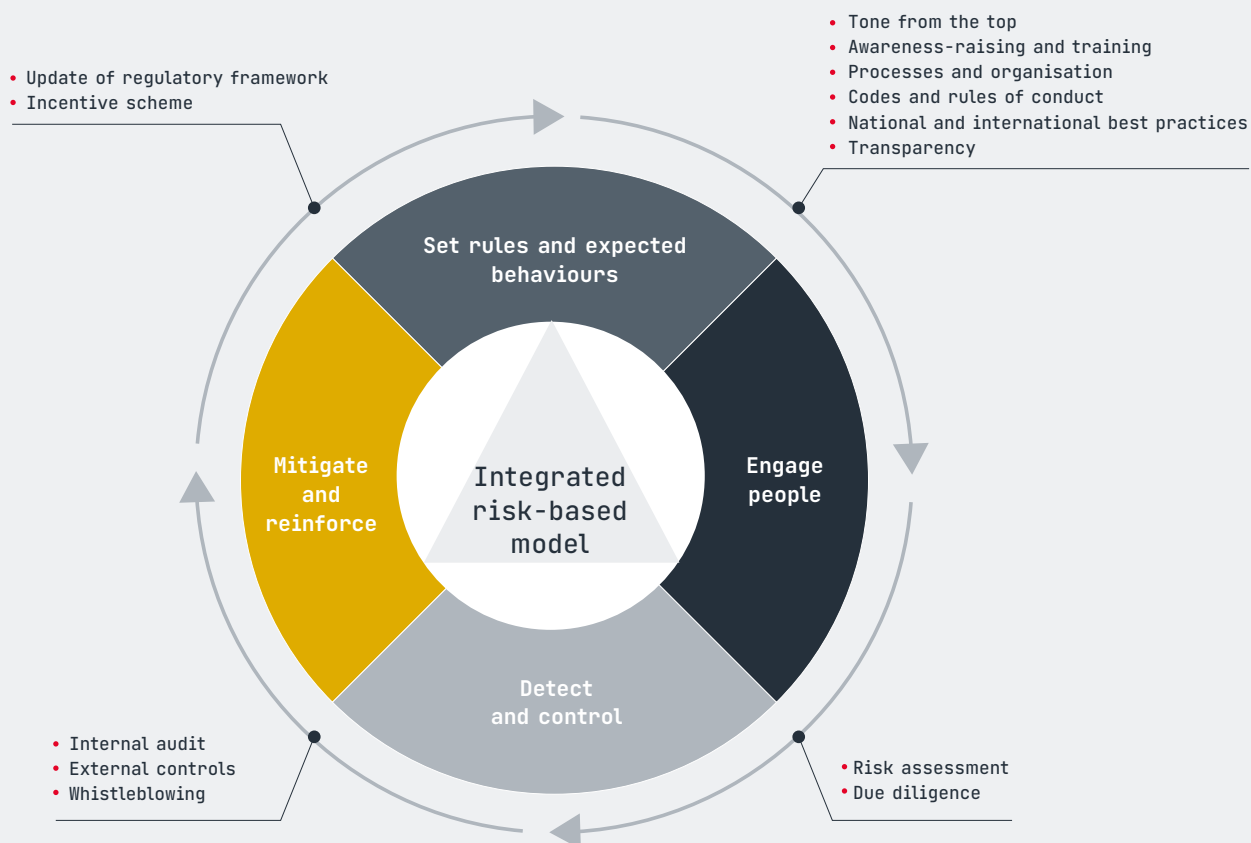 • Tone from the top
• Awareness-raising and training
• Processes and organisation
• Codes and rules of conduct
• National and international best practices
• Transparency
• Update of regulatory framework
• Incentive scheme
Set rules and expected
behaviours
Mitigate
and
reinforce
Integrated
risk-based
model
Engage
people
Detect
and control
• Internal audit
• External controls
• Whistleblowing
• Risk assessment
• Due diligence